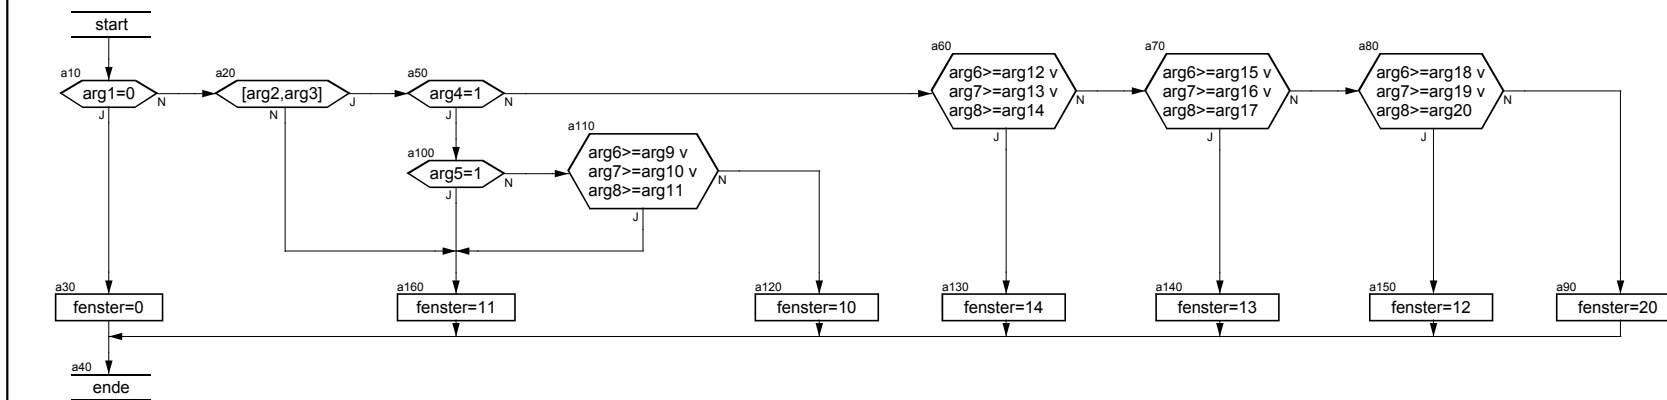 start
a10
arg1=0
N
J
a20
[arg2,arg3]
J
N
a50
arg4=1
N
J
a60
arg6>=arg12 v
arg7>=arg13 v
arg8>=arg14
N
J
a70
arg6>=arg15 v
arg7>=arg16 v
arg8>=arg17
N
J
a80
arg6>=arg18 v
arg7>=arg19 v
arg8>=arg20
N
J
a100
arg5=1
N
J
a110
arg6>=arg9 v
arg7>=arg10 v
arg8>=arg11
N
J
a30
fenster=0
a160
fenster=11
a120
fenster=10
a130
fenster=14
a140
fenster=13
a150
fenster=12
a90
fenster=20
a40
ende